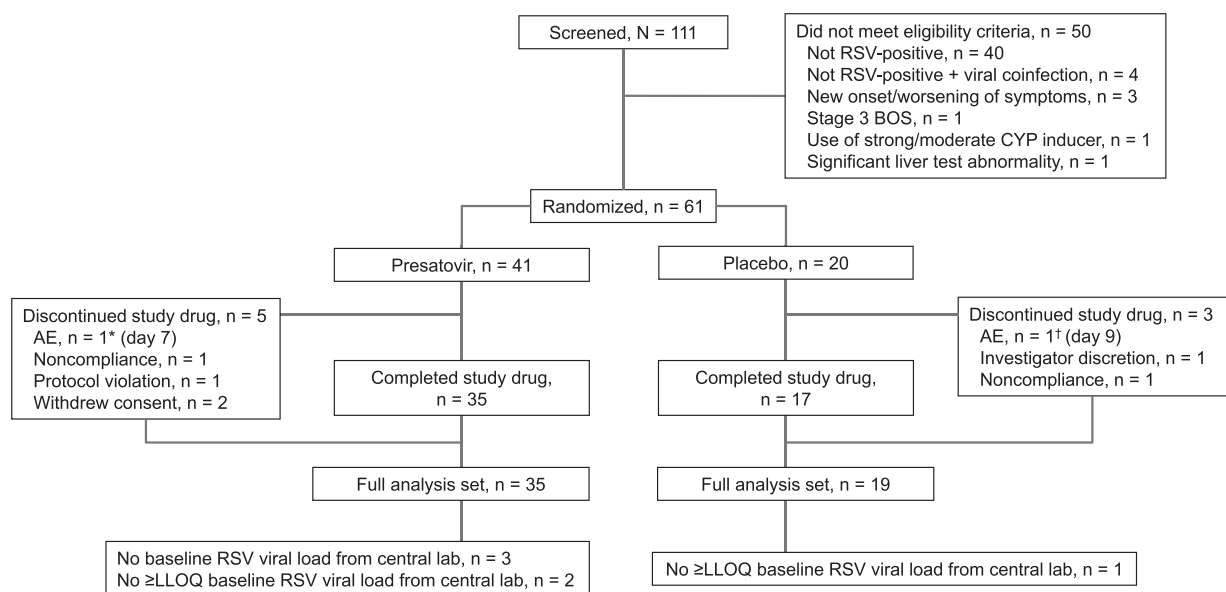 Screened, N = 111
Did not meet eligibility criteria, n = 50
Not RSV-positive, n = 40
Not RSV-positive + viral coinfection, n = 4
New onset/worsening of symptoms, n = 3
Stage 3 BOS, n = 1
Use of strong/moderate CYP inducer, n = 1
Significant liver test abnormality, n = 1
Randomized, n = 61
Presatovir, n = 41
Placebo, n = 20
Discontinued study drug, n = 5
AE, n = 1* (day 7)
Noncompliance, n = 1
Protocol violation, n = 1
Withdrew consent, n = 2
Completed study drug,
n = 35
Completed study drug,
n = 17
Discontinued study drug, n = 3
AE, n = 1† (day 9)
Investigator discretion, n = 1
Noncompliance, n = 1
Full analysis set, n = 35
Full analysis set, n = 19
No baseline RSV viral load from central lab, n = 3
No ≥LLOQ baseline RSV viral load from central lab, n = 2
No ≥LLOQ baseline RSV viral load from central lab, n = 1